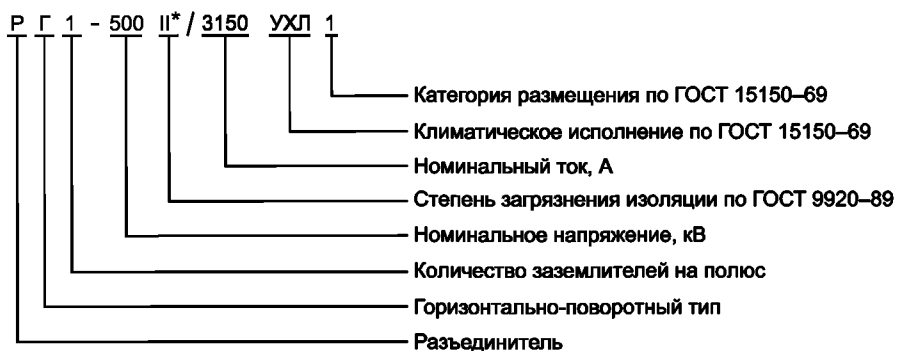 РГ1-500 II*/3150 УХЛ 1
Категория размещения по ГОСТ 15150–69
Климатическое исполнение по ГОСТ 15150–69
Номинальный ток, А
Степень загрязнения изоляции по ГОСТ 9920–89
Номинальное напряжение, кВ
Количество заземлителей на полюс
Горизонтально-поворотный тип
Разъединитель